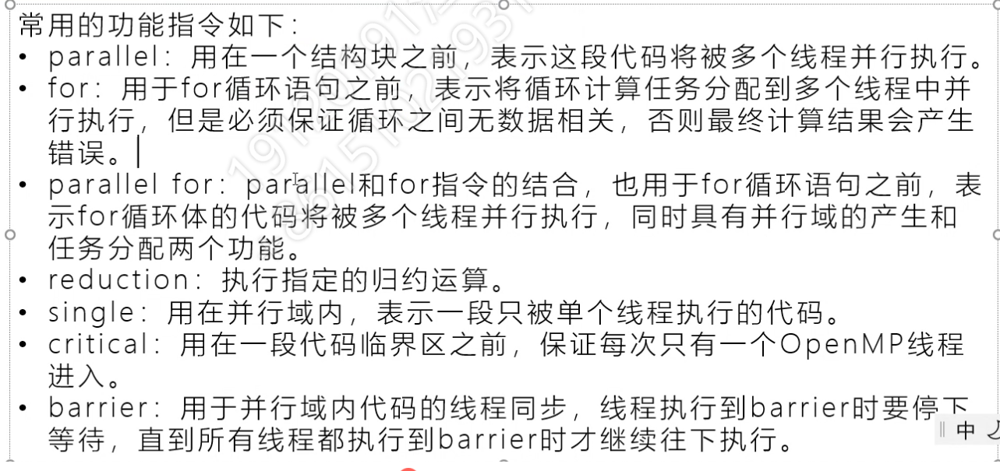 常用的功能指令如下：
• parallel：用在一个结构块之前，表示这段代码将被多个线程并行执行。
• for：用于for循环语句之前，表示将循环计算任务分配到多个线程中并
行执行，但是必须保证循环之间无数据相关，否则最终计算结果会产生
错误。
• parallel for：parallel和for指令的结合，也用于for循环语句之前，表
示for循环体的代码将被多个线程并行执行，同时具有并行域的产生和
任务分配两个功能。
• reduction：执行指定的归约运算。
• single：用在并行域内，表示一段只被单个线程执行的代码。
• critical：用在一段代码临界区之前，保证每次只有一个OpenMP线程
进入。
• barrier：用于并行域内代码的线程同步，线程执行到barrier时要停下
等待，直到所有线程都执行到barrier时才继续往下执行。
中